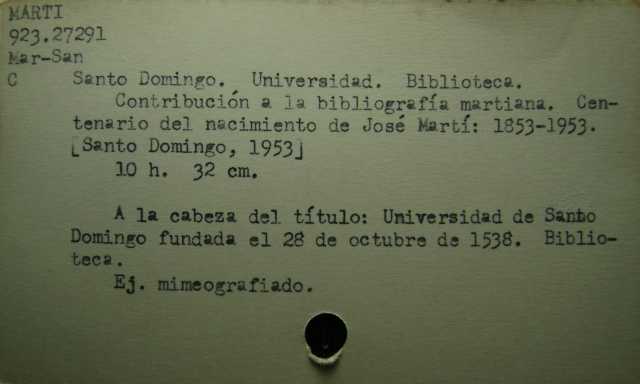 MARTI
923.27291
Mar-San
C Santo Domingo. Universidad. Biblioteca.
Contribución a la bibliografía martiana. Cen-
tenario del nacimiento de José Martí: 1853-1953.
[Santo Domingo, 1953]
10 h. 32 cm.
A la cabeza del título: Universidad de Santo
Domingo fundada el 28 de octubre de 1538. Biblio-
teca.
Ej. mimeografiado.